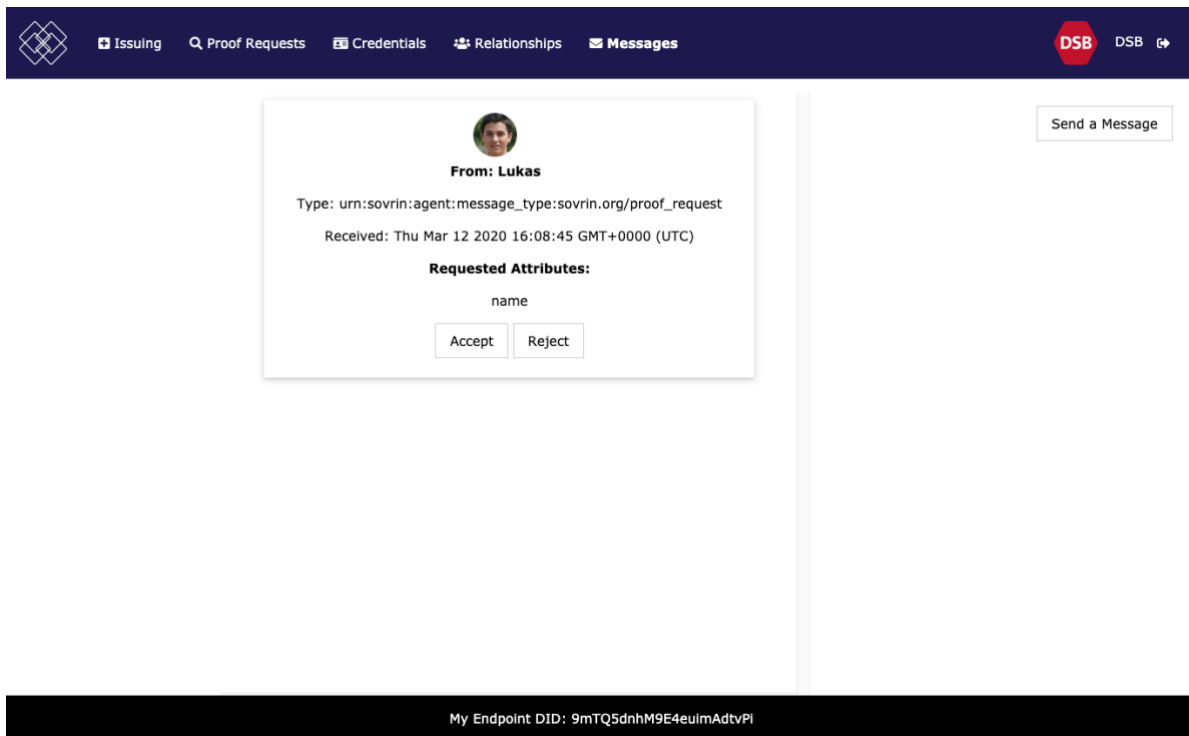 Issuing Proof Requests Credentials Relationships Messages DSB DSB
Send a Message
From: Lukas
Type: urn:sovrin:agent:message_type:sovrin.org/proof_request
Received: Thu Mar 12 2020 16:08:45 GMT+0000 (UTC)
Requested Attributes:
name
Accept Reject
My Endpoint DID: 9mTQ5dnhM9E4euimAdtvPi